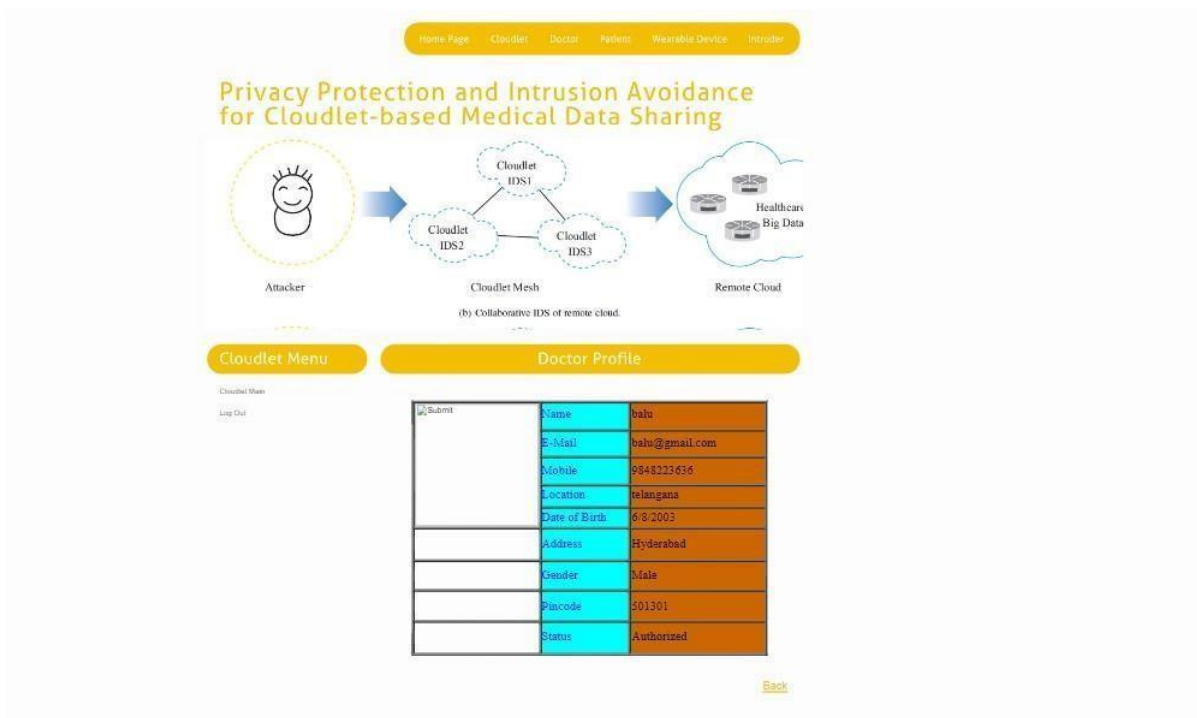 Home Page Cloudlet Doctor Patient Wearable Device Intruder
Privacy Protection and Intrusion Avoidance
for Cloudlet-based Medical Data Sharing
Cloudlet
IDS1
Cloudlet
IDS2
Cloudlet
IDS3
Healthcare
Big Data
Attacker
Cloudlet Mesh
Remote Cloud
(b) Collaborative IDS of remote cloud.
Cloudlet Menu
Cloudlet Main
Log Out
Doctor Profile
Submit
Name balu
E-Mail balu@gmail.com
Mobile 9848223636
Location telangana
Date of Birth 6/8/2003
Address Hyderabad
Gender Male
Pincode 501301
Status Authorized
Back